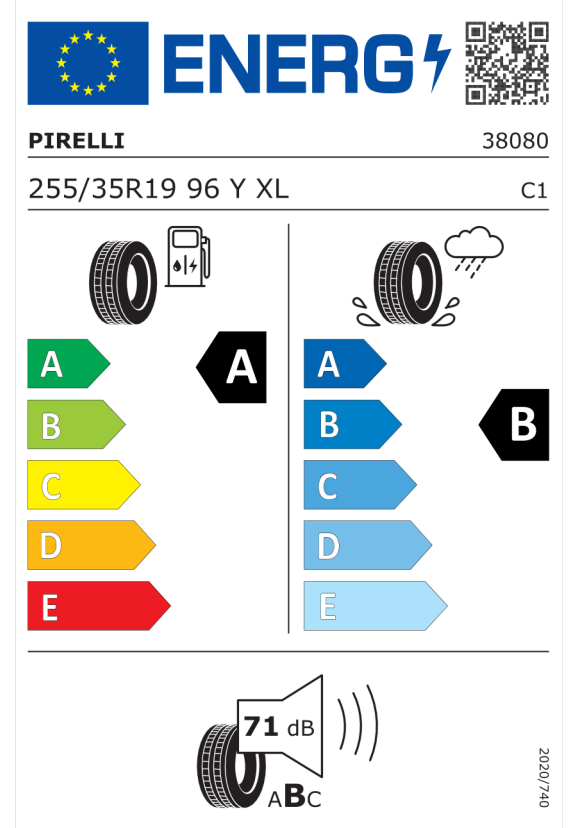 ENERG
PIRELLI 38080
255/35R19 96 Y XL C1
A A A
B B B
C C
D D
E E
71 dB
ABC
2020/740